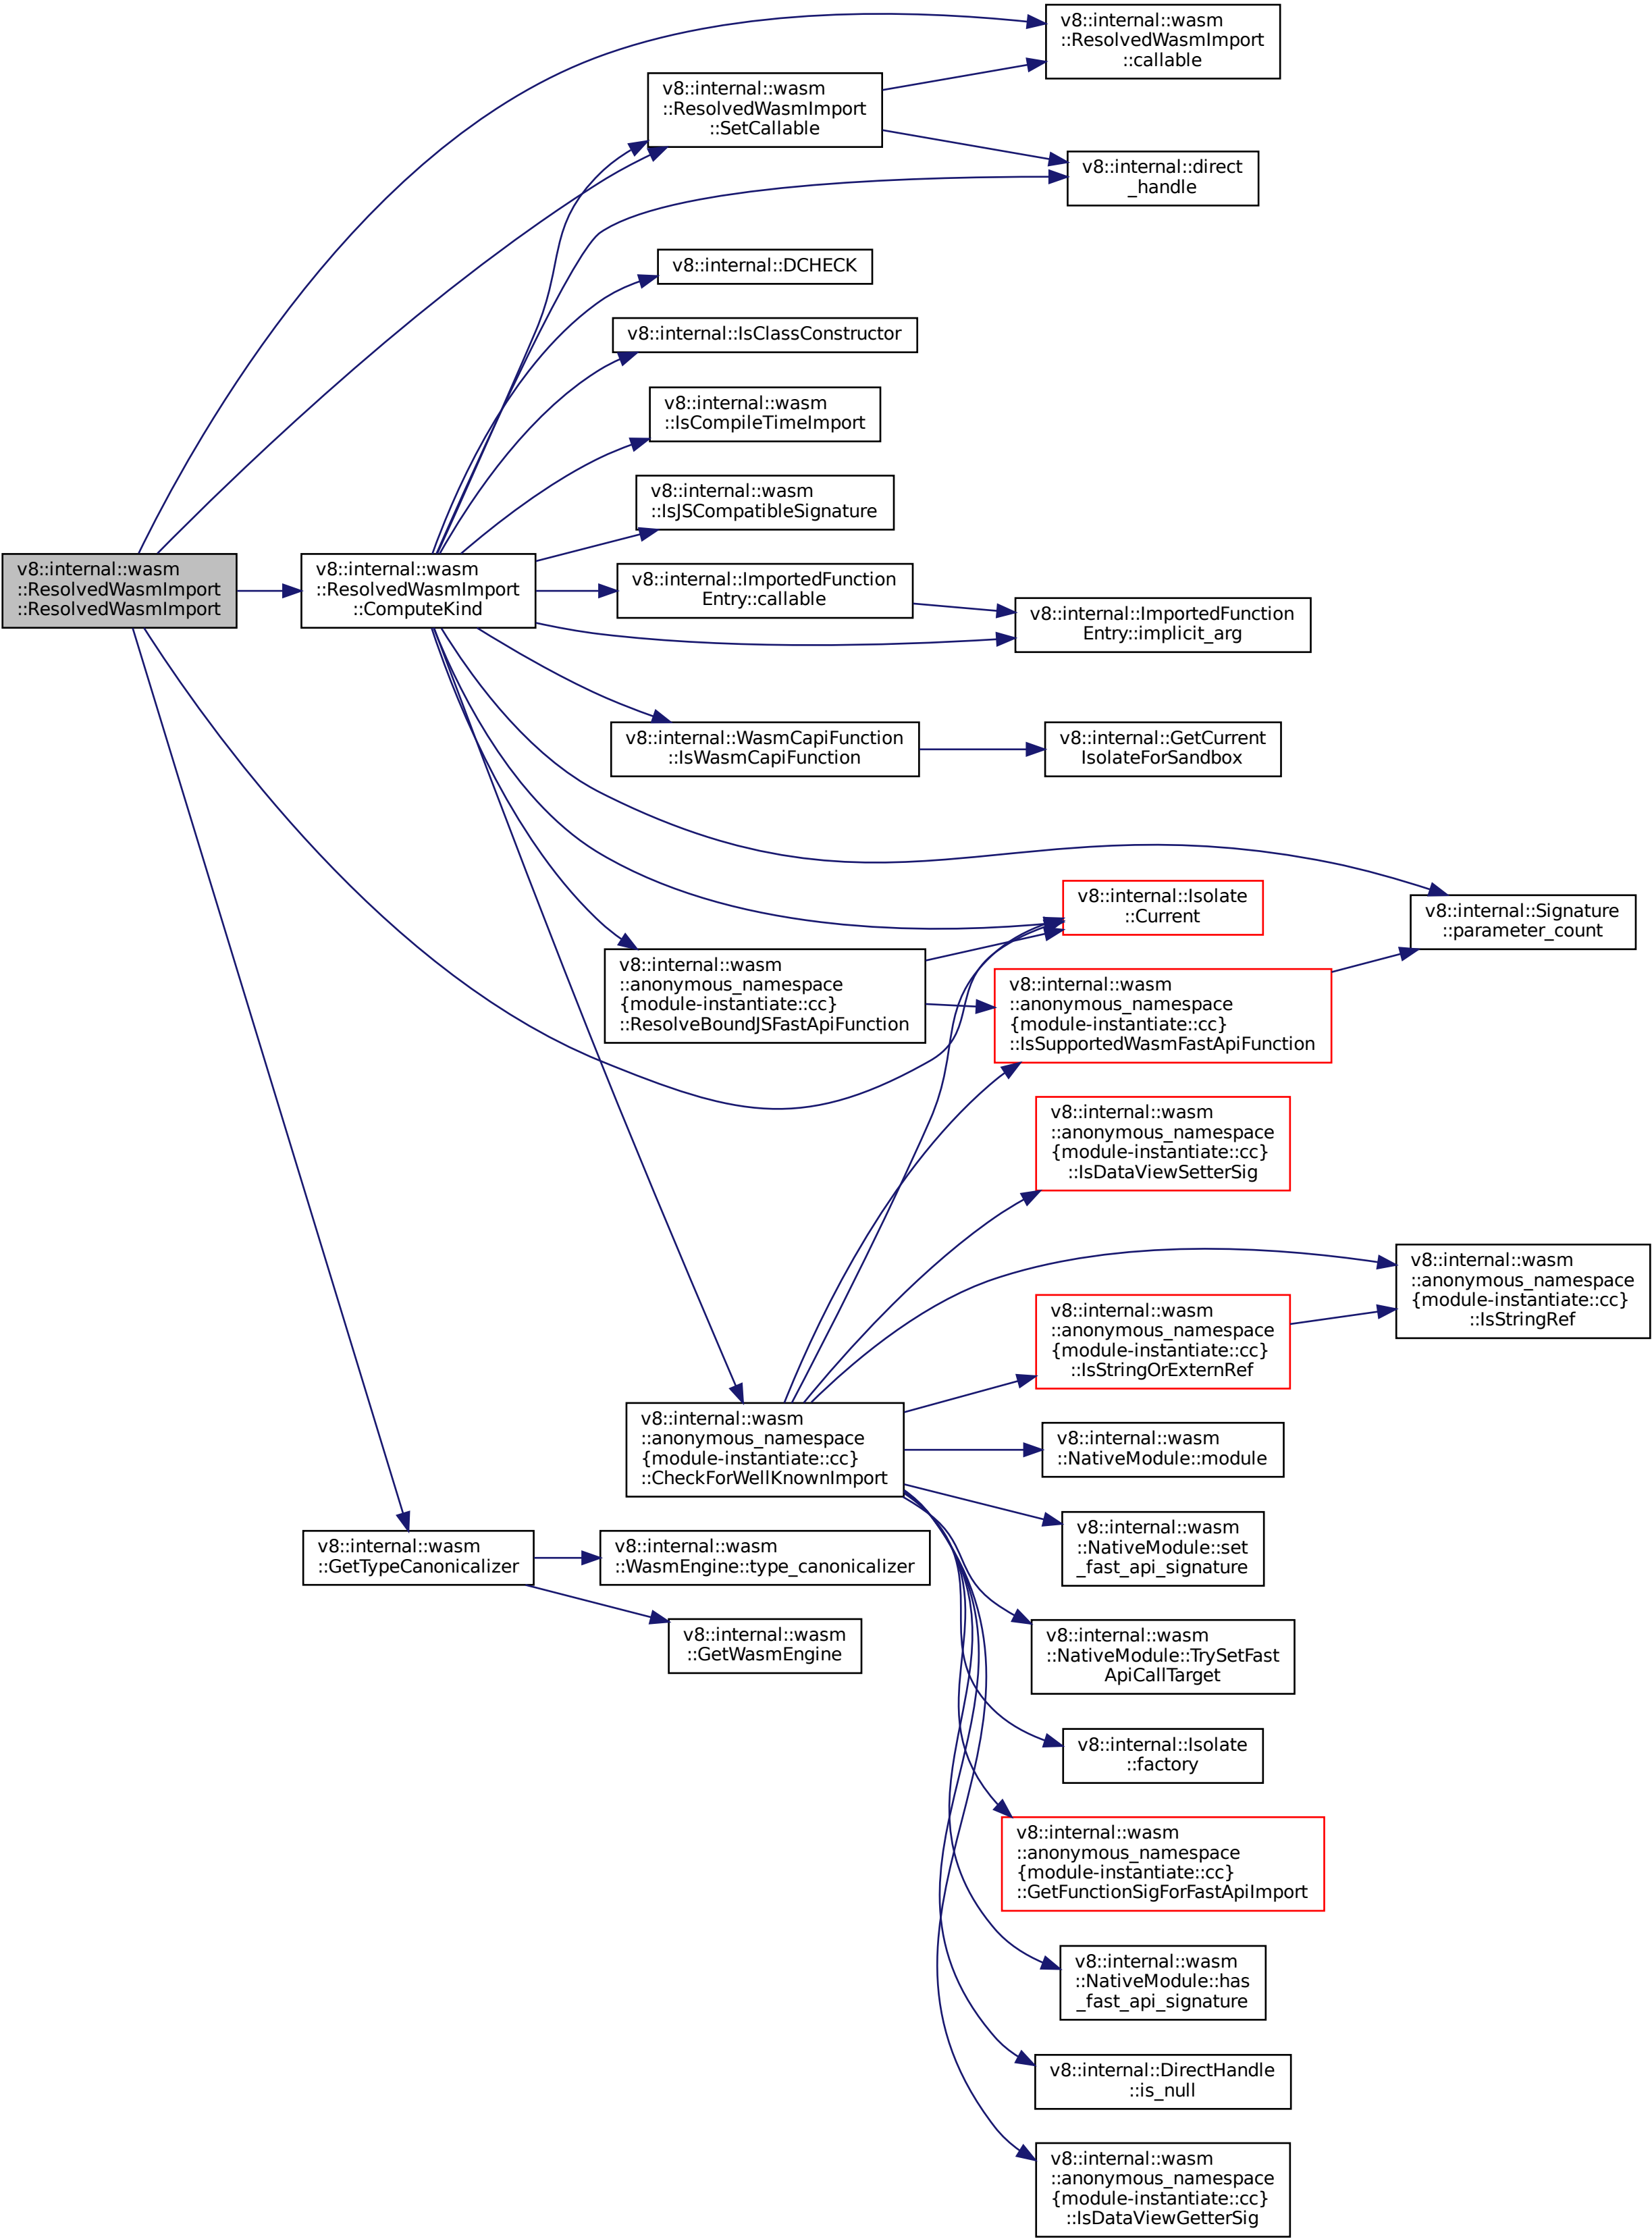 v8::internal::wasm
::ResolvedWasmImport
::callable
v8::internal::wasm
::ResolvedWasmImport
::SetCallable
v8::internal::direct
_handle
v8::internal::DCHECK
v8::internal::IsClassConstructor
v8::internal::wasm
::IsCompileTimeImport
v8::internal::wasm
::IsJSCompatibleSignature
v8::internal::wasm
::ResolvedWasmImport
::ResolvedWasmImport
v8::internal::wasm
::ResolvedWasmImport
::ComputeKind
v8::internal::ImportedFunction
Entry::callable
v8::internal::ImportedFunction
Entry::implicit_arg
v8::internal::WasmCapiFunction
::IsWasmCapiFunction
v8::internal::GetCurrent
IsolateForSandbox
v8::internal::Isolate
::Current
v8::internal::Signature
::parameter_count
v8::internal::wasm
::anonymous_namespace
{module-instantiate::cc}
::ResolveBoundJSFastApiFunction
v8::internal::wasm
::anonymous_namespace
{module-instantiate::cc}
::IsSupportedWasmFastApiFunction
v8::internal::wasm
::anonymous_namespace
{module-instantiate::cc}
::IsDataViewSetterSig
v8::internal::wasm
::anonymous_namespace
{module-instantiate::cc}
::IsStringRef
v8::internal::wasm
::anonymous_namespace
{module-instantiate::cc}
::IsStringOrExternRef
v8::internal::wasm
::anonymous_namespace
{module-instantiate::cc}
::CheckForWellKnownImport
v8::internal::wasm
::NativeModule::module
v8::internal::wasm
::NativeModule::set
_fast_api_signature
v8::internal::wasm
::GetTypeCanonicalizer
v8::internal::wasm
::WasmEngine::type_canonicalizer
v8::internal::wasm
::GetWasmEngine
v8::internal::wasm
::NativeModule::TrySetFast
ApiCallTarget
v8::internal::Isolate
::factory
v8::internal::wasm
::anonymous_namespace
{module-instantiate::cc}
::GetFunctionSigForFastApiImport
v8::internal::wasm
::NativeModule::has
_fast_api_signature
v8::internal::DirectHandle
::is_null
v8::internal::wasm
::anonymous_namespace
{module-instantiate::cc}
::IsDataViewGetterSig